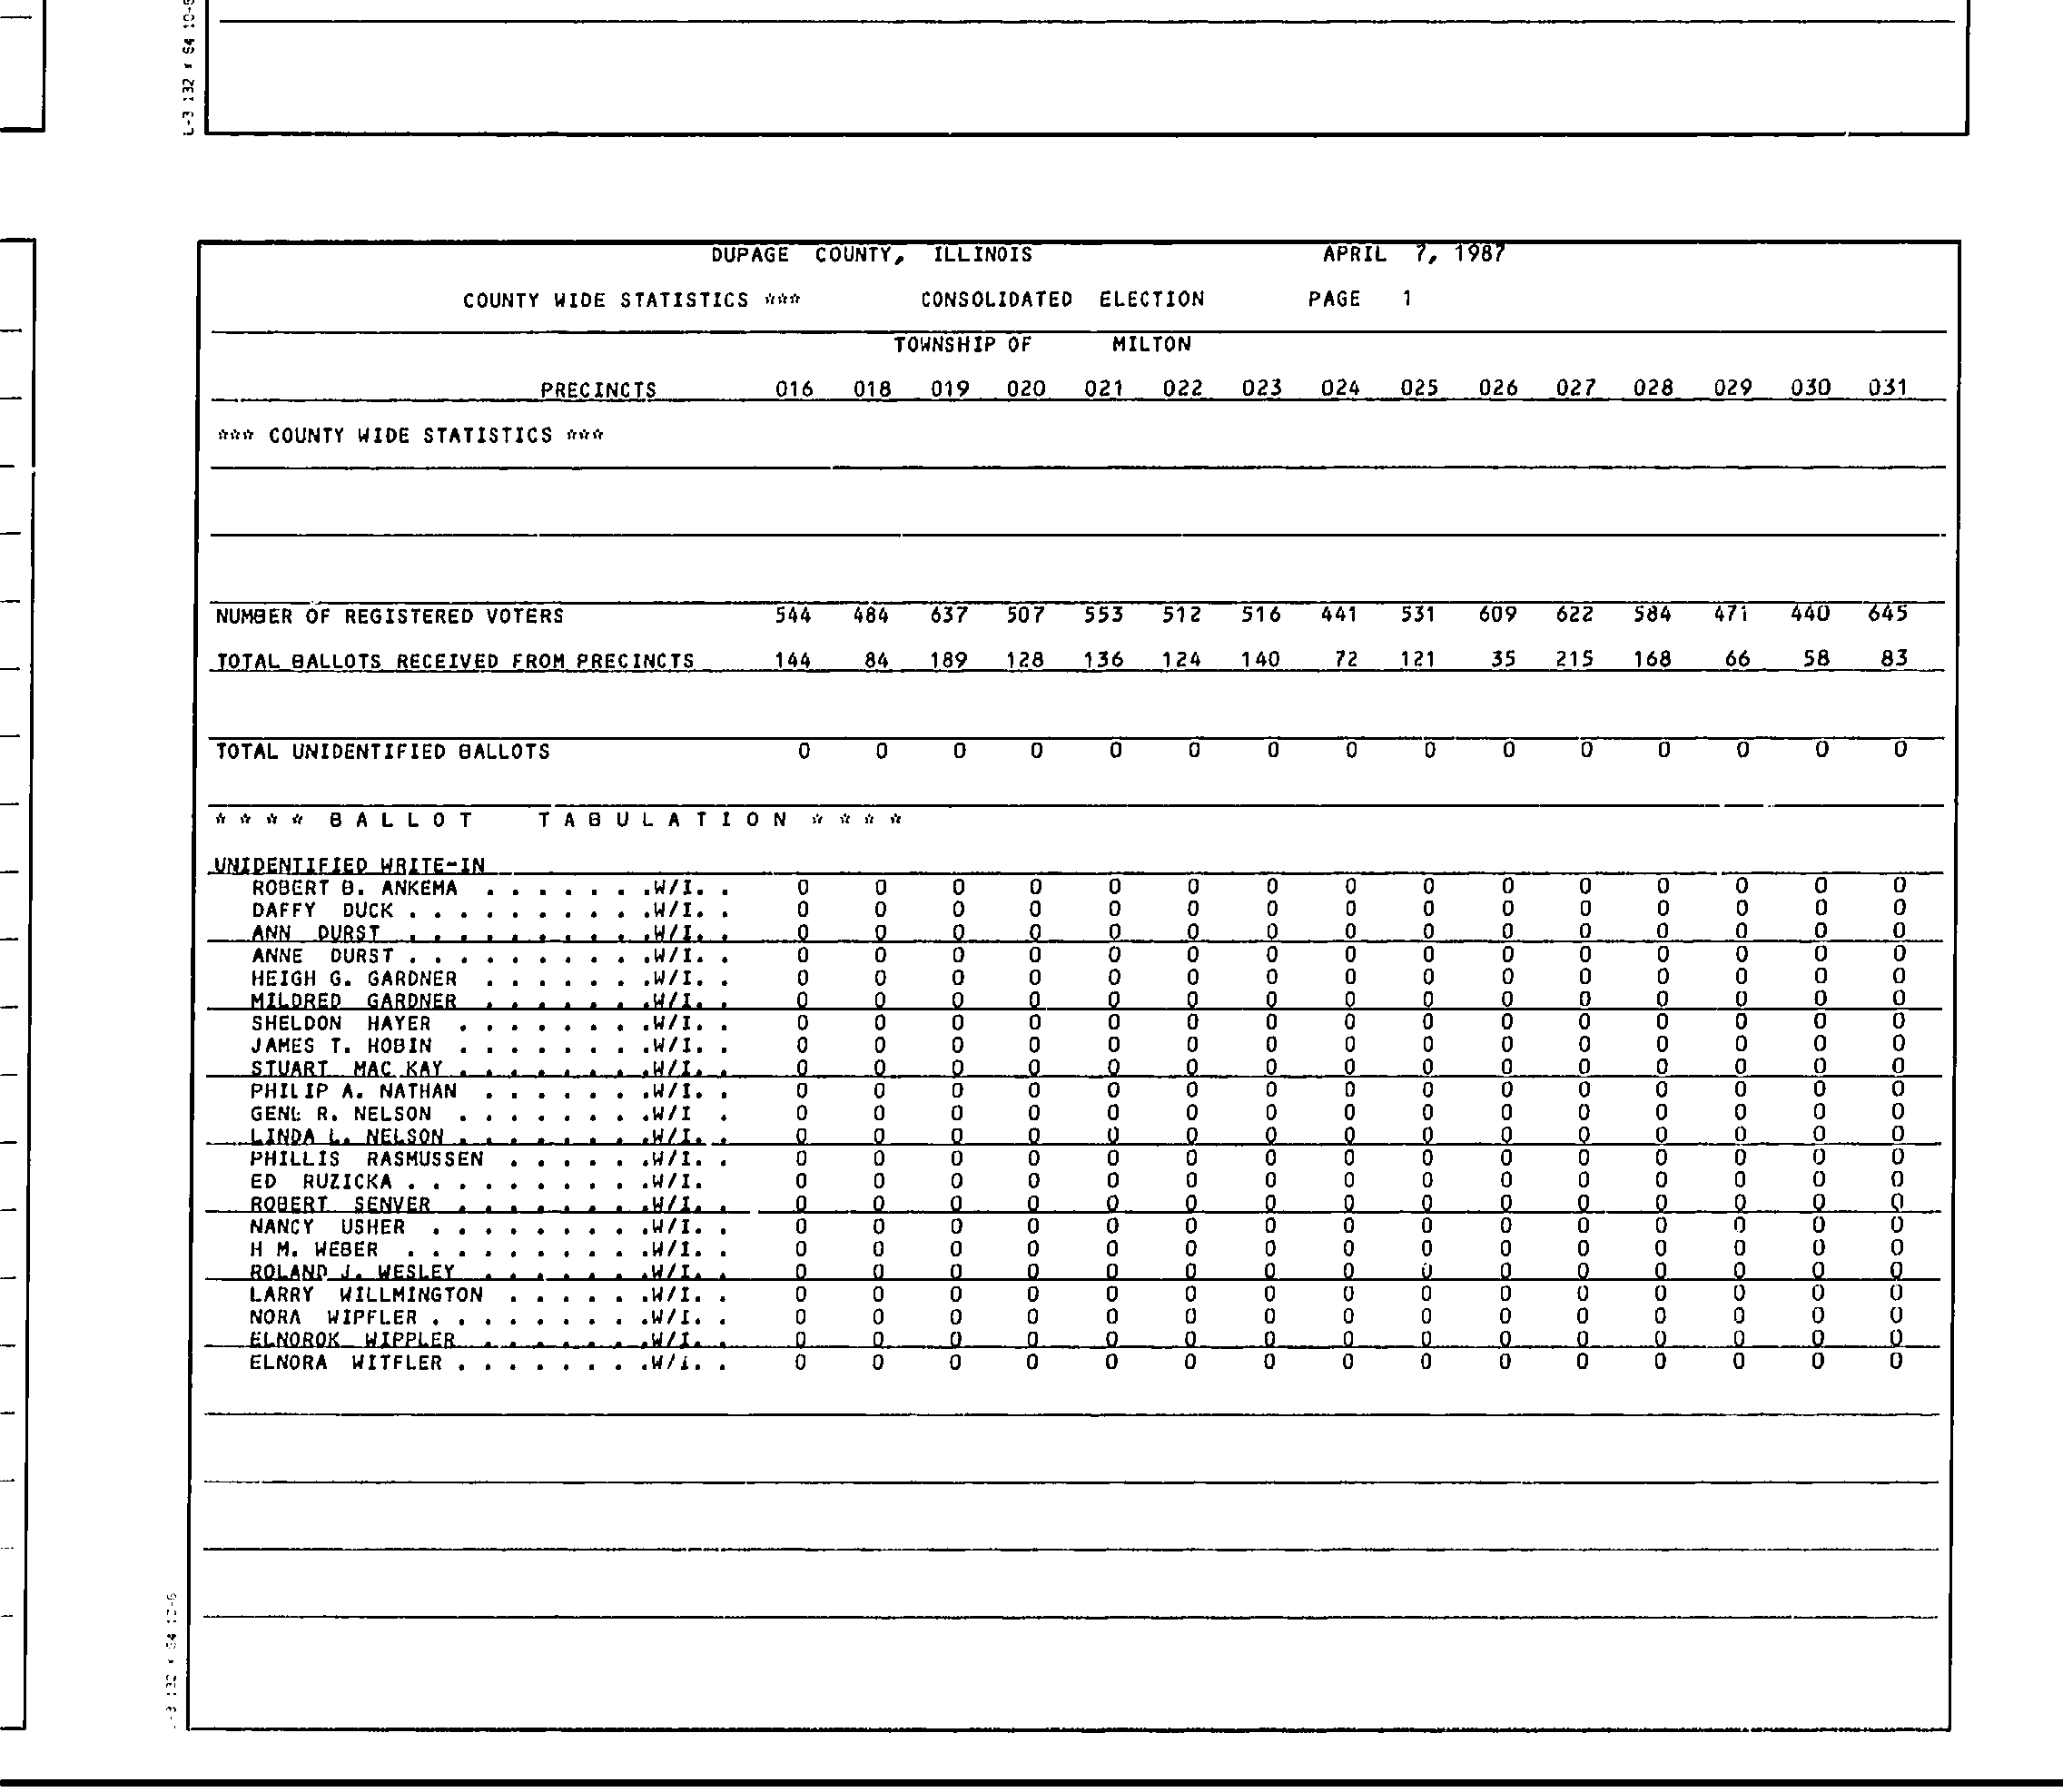 L-3 132 * 64 10-6
DUPAGE COUNTY, ILLINOIS APRIL 7, 1987
COUNTY WIDE STATISTICS *** CONSOLIDATED ELECTION PAGE 1
TOWNSHIP OF MILTON
PRECINCTS 016 018 019 020 021 022 023 024 025 026 027 028 029 030 031
*** COUNTY WIDE STATISTICS ***
NUMBER OF REGISTERED VOTERS 544 484 637 507 553 512 516 441 531 609 622 584 471 440 645
TOTAL BALLOTS RECEIVED FROM PRECINCTS 144 84 189 128 136 124 140 72 121 35 215 168 66 58 83
TOTAL UNIDENTIFIED BALLOTS 0 0 0 0 0 0 0 0 0 0 0 0 0 0 0
* * * * B A L L O T T A B U L A T I O N * * * *
UNIDENTIFIED WRITE-IN
ROBERT B. ANKEMA . . . . . . .W/I. . 0 0 0 0 0 0 0 0 0 0 0 0 0 0 0
DAFFY DUCK . . . . . . . . . .W/I. . 0 0 0 0 0 0 0 0 0 0 0 0 0 0 0
ANN DURST . . . . . . . . . .W/I. . 0 0 0 0 0 0 0 0 0 0 0 0 0 0 0
ANNE DURST . . . . . . . . . .W/I. . 0 0 0 0 0 0 0 0 0 0 0 0 0 0 0
HEIGH G. GARDNER . . . . . . .W/I. . 0 0 0 0 0 0 0 0 0 0 0 0 0 0 0
MILDRED GARDNER . . . . . . .W/I. . 0 0 0 0 0 0 0 0 0 0 0 0 0 0 0
SHELDON HAYER . . . . . . . .W/I. . 0 0 0 0 0 0 0 0 0 0 0 0 0 0 0
JAMES T. HOBIN . . . . . . . .W/I. . 0 0 0 0 0 0 0 0 0 0 0 0 0 0 0
STUART MAC KAY . . . . . . . .W/I. . 0 0 0 0 0 0 0 0 0 0 0 0 0 0 0
PHILIP A. NATHAN . . . . . . .W/I. . 0 0 0 0 0 0 0 0 0 0 0 0 0 0 0
GENE R. NELSON . . . . . . . .W/I . 0 0 0 0 0 0 0 0 0 0 0 0 0 0 0
LINDA L. NELSON . . . . . . . .W/I. . 0 0 0 0 0 0 0 0 0 0 0 0 0 0 0
PHILLIS RASMUSSEN . . . . . .W/I. . 0 0 0 0 0 0 0 0 0 0 0 0 0 0 0
ED RUZICKA . . . . . . . . . .W/I. 0 0 0 0 0 0 0 0 0 0 0 0 0 0 0
ROBERT SENVER . . . . . . . .W/I. . 0 0 0 0 0 0 0 0 0 0 0 0 0 0 0
NANCY USHER . . . . . . . . .W/I. . 0 0 0 0 0 0 0 0 0 0 0 0 0 0 0
H M. WEBER . . . . . . . . . .W/I. . 0 0 0 0 0 0 0 0 0 0 0 0 0 0 0
ROLAND J. WESLEY . . . . . . .W/I. . 0 0 0 0 0 0 0 0 0 0 0 0 0 0 0
LARRY WILLMINGTON . . . . . .W/I. . 0 0 0 0 0 0 0 0 0 0 0 0 0 0 0
NORA WIPFLER . . . . . . . . .W/I. . 0 0 0 0 0 0 0 0 0 0 0 0 0 0 0
ELNOROK WIPPLER . . . . . . .W/I. . 0 0 0 0 0 0 0 0 0 0 0 0 0 0 0
ELNORA WITFLER . . . . . . . .W/I. . 0 0 0 0 0 0 0 0 0 0 0 0 0 0 0